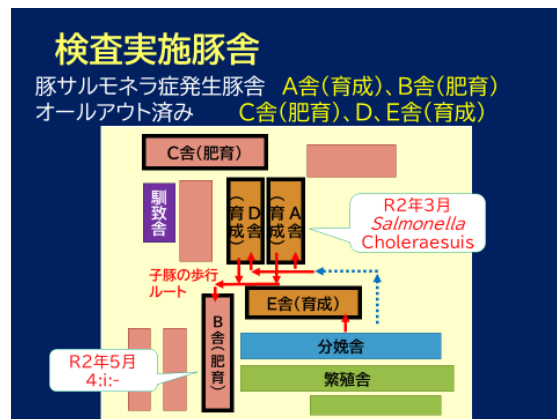 検査実施豚舎
豚サルモネラ症発生豚舎 A舎(育成)、B舎(肥育)
オールアウト済み C舎(肥育)、D、E舎(育成)
C舎(肥育)
馴致舎
D舎(育成)
A舎(育成)
R2年3月
Salmonella
Choleraesuis
子豚の歩行
ルート
E舎(育成)
B舎(肥育)
分娩舎
R2年5月
4:i:-
繁殖舎